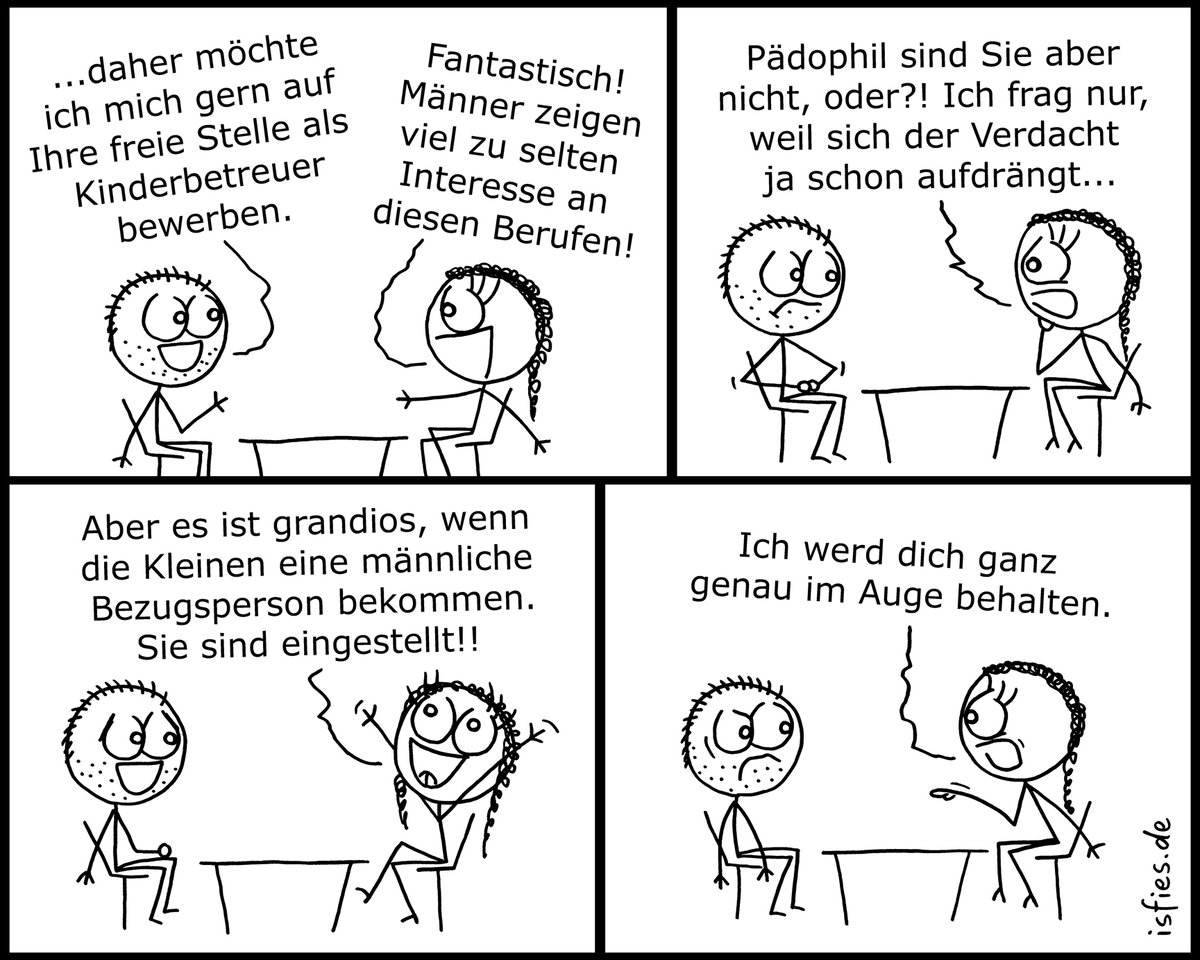 ...daher möchte
ich mich gern auf
Ihre freie Stelle als
Kinderbetreuer
bewerben.
Fantastisch!
Männer zeigen
viel zu selten
Interesse an
diesen Berufen!
Pädophil sind Sie aber
nicht, oder?! Ich frag nur,
weil sich der Verdacht
ja schon aufdrängt...
Aber es ist grandios, wenn
die Kleinen eine männliche
Bezugsperson bekommen.
Sie sind eingestellt!!
Ich werd dich ganz
genau im Auge behalten.
isfies.de